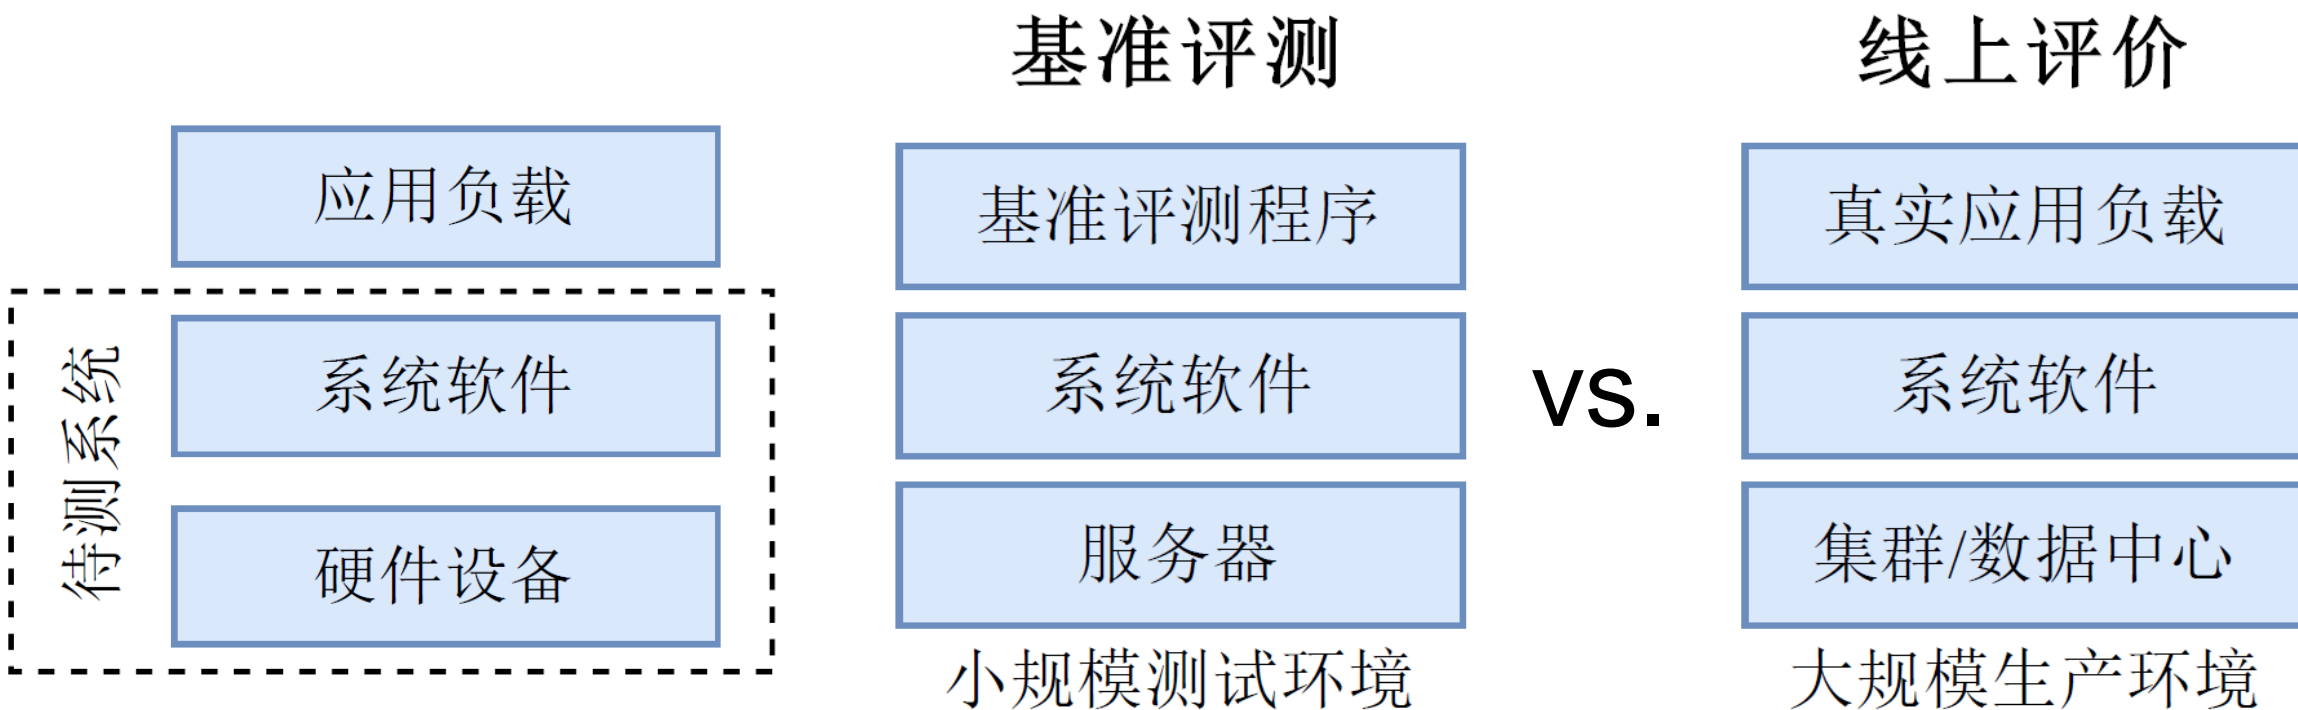 基准评测
线上评价
应用负载
基准评测程序
真实应用负载
待测系统
系统软件
系统软件
vs.
系统软件
硬件设备
服务器
集群/数据中心
小规模测试环境
大规模生产环境